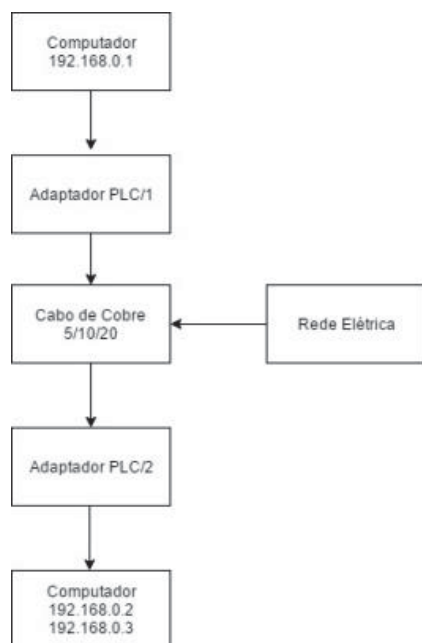 Computador
192.168.0.1
Adaptador PLC/1
Cabo de Cobre
5/10/20
Rede Elétrica
Adaptador PLC/2
Computador
192.168.0.2
192.168.0.3